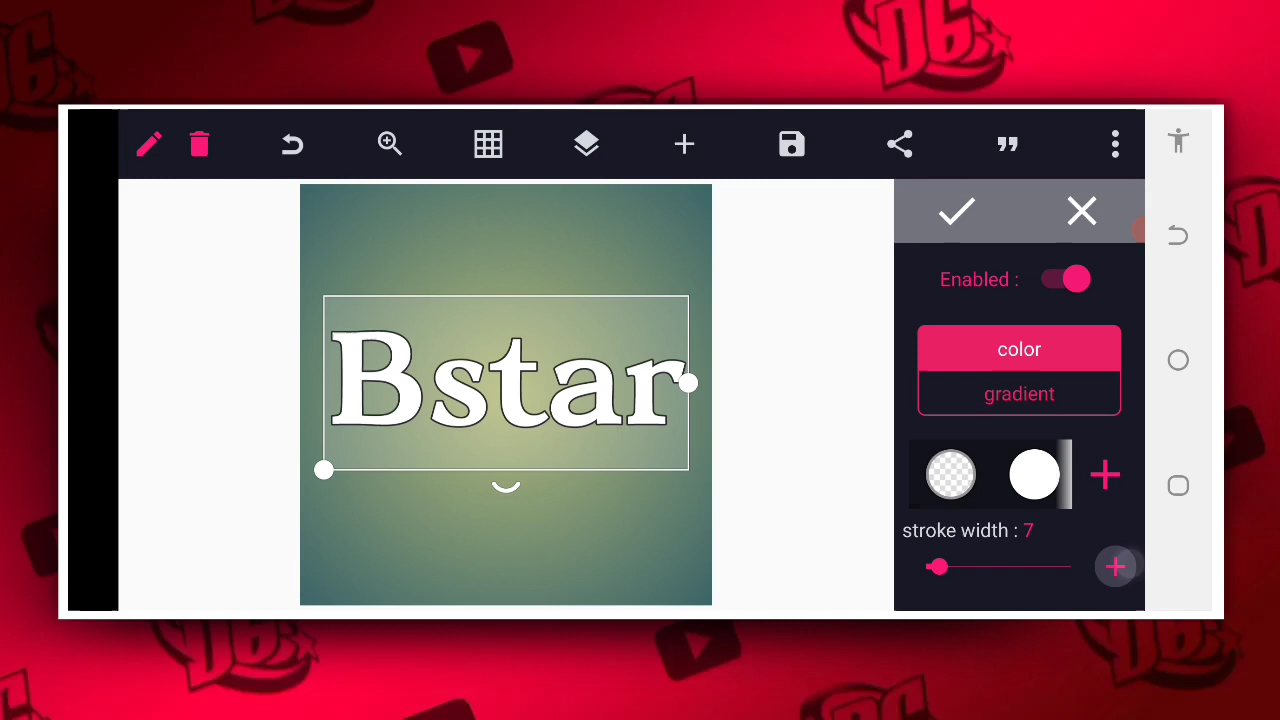 Enabled :
color
gradient
Bstar
stroke width : 7